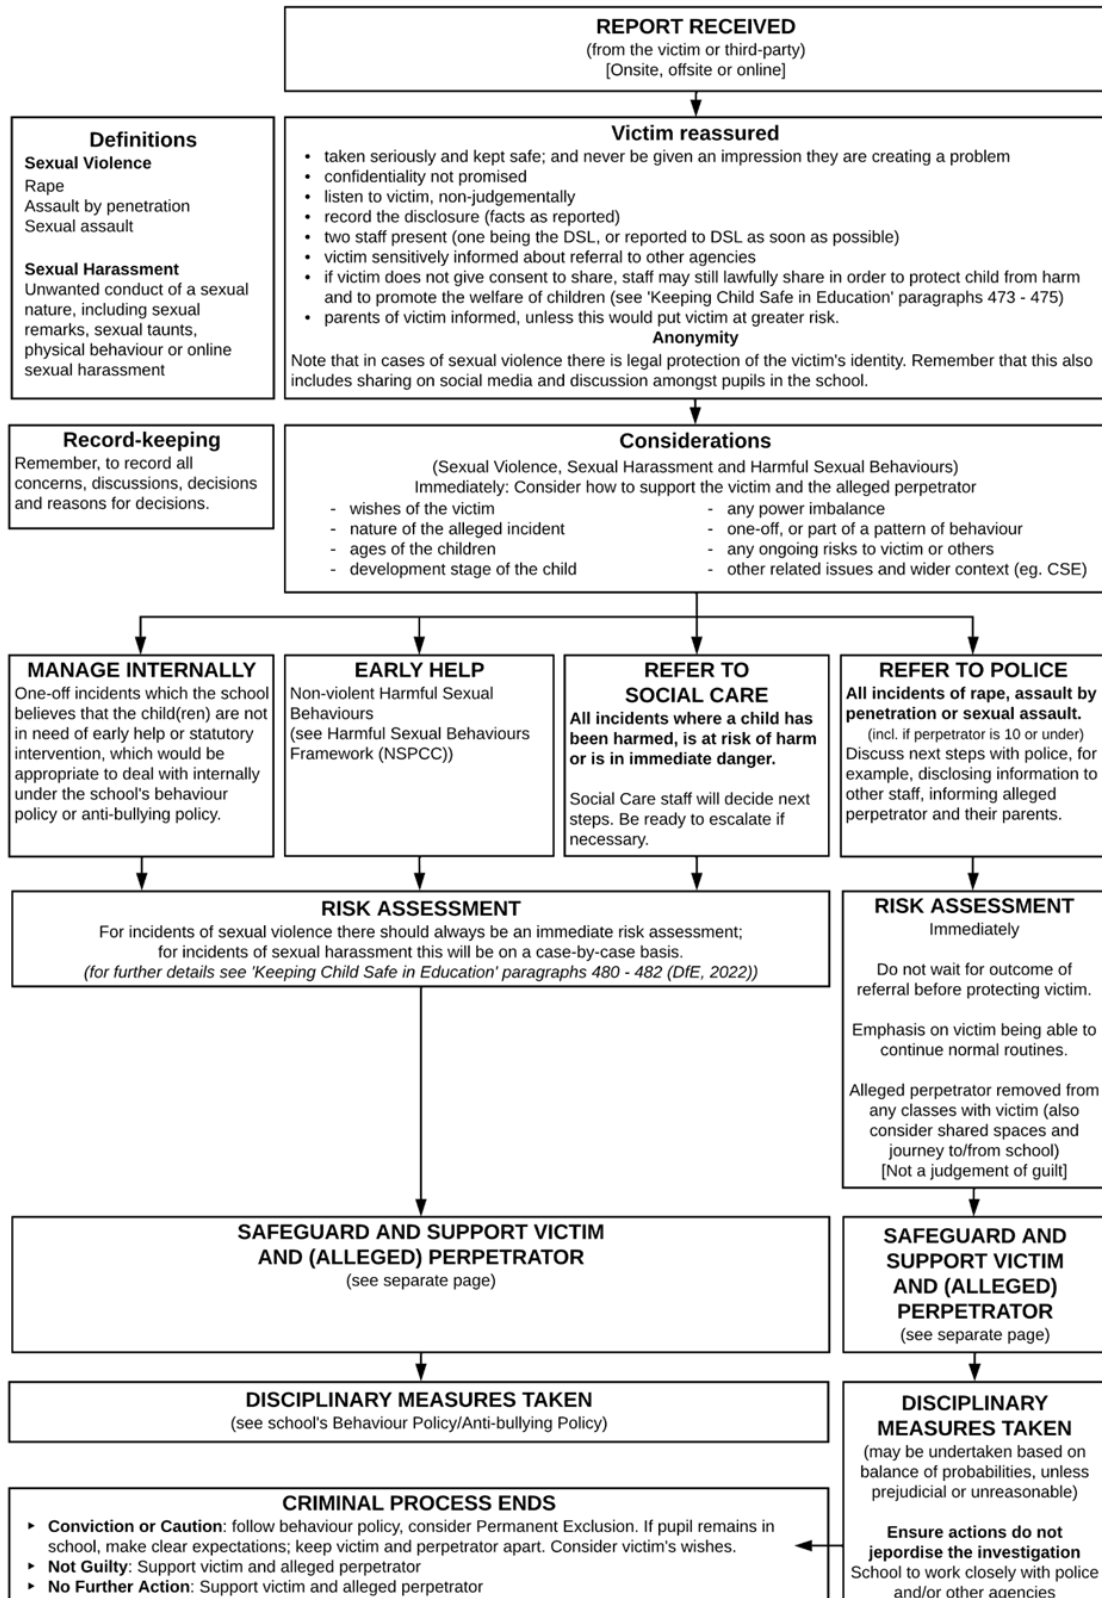 REPORT RECEIVED
(from the victim or third-party)
[Onsite, offsite or online]
Definitions
Sexual Violence
Rape
Assault by penetration
Sexual assault
Sexual Harassment
Unwanted conduct of a sexual
nature, including sexual
remarks, sexual taunts,
physical behaviour or online
sexual harassment
Victim reassured
• taken seriously and kept safe; and never be given an impression they are creating a problem
• confidentiality not promised
• listen to victim, non-judgementally
• record the disclosure (facts as reported)
• two staff present (one being the DSL, or reported to DSL as soon as possible)
• victim sensitively informed about referral to other agencies
• if victim does not give consent to share, staff may still lawfully share in order to protect child from harm
and to promote the welfare of children (see 'Keeping Child Safe in Education' paragraphs 473 - 475)
• parents of victim informed, unless this would put victim at greater risk.
Anonymity
Note that in cases of sexual violence there is legal protection of the victim's identity. Remember that this also
includes sharing on social media and discussion amongst pupils in the school.
Record-keeping
Remember, to record all
concerns, discussions, decisions
and reasons for decisions.
Considerations
(Sexual Violence, Sexual Harassment and Harmful Sexual Behaviours)
Immediately: Consider how to support the victim and the alleged perpetrator
- wishes of the victim
- nature of the alleged incident
- ages of the children
- development stage of the child
- any power imbalance
- one-off, or part of a pattern of behaviour
- any ongoing risks to victim or others
- other related issues and wider context (eg. CSE)
MANAGE INTERNALLY
One-off incidents which the school
believes that the child(ren) are not
in need of early help or statutory
intervention, which would be
appropriate to deal with internally
under the school's behaviour
policy or anti-bullying policy.
EARLY HELP
Non-violent Harmful Sexual
Behaviours
(see Harmful Sexual Behaviours
Framework (NSPCC))
REFER TO
SOCIAL CARE
All incidents where a child has
been harmed, is at risk of harm
or is in immediate danger.
Social Care staff will decide next
steps. Be ready to escalate if
necessary.
REFER TO POLICE
All incidents of rape, assault by
penetration or sexual assault.
(incl. if perpetrator is 10 or under)
Discuss next steps with police, for
example, disclosing information to
other staff, informing alleged
perpetrator and their parents.
RISK ASSESSMENT
For incidents of sexual violence there should always be an immediate risk assessment;
for incidents of sexual harassment this will be on a case-by-case basis.
(for further details see 'Keeping Child Safe in Education' paragraphs 480 - 482 (DfE, 2022))
RISK ASSESSMENT
Immediately
Do not wait for outcome of
referral before protecting victim.
Emphasis on victim being able to
continue normal routines.
Alleged perpetrator removed from
any classes with victim (also
consider shared spaces and
journey to/from school)
[Not a judgement of guilt]
SAFEGUARD AND SUPPORT VICTIM
AND (ALLEGED) PERPETRATOR
(see separate page)
SAFEGUARD AND
SUPPORT VICTIM
AND (ALLEGED)
PERPETRATOR
(see separate page)
DISCIPLINARY MEASURES TAKEN
(see school's Behaviour Policy/Anti-bullying Policy)
DISCIPLINARY
MEASURES TAKEN
(may be undertaken based on
balance of probabilities, unless
prejudicial or unreasonable)
Ensure actions do not
jepordise the investigation
School to work closely with police
and/or other agencies
CRIMINAL PROCESS ENDS
▸ Conviction or Caution: follow behaviour policy, consider Permanent Exclusion. If pupil remains in
school, make clear expectations; keep victim and perpetrator apart. Consider victim's wishes.
▸ Not Guilty: Support victim and alleged perpetrator
▸ No Further Action: Support victim and alleged perpetrator